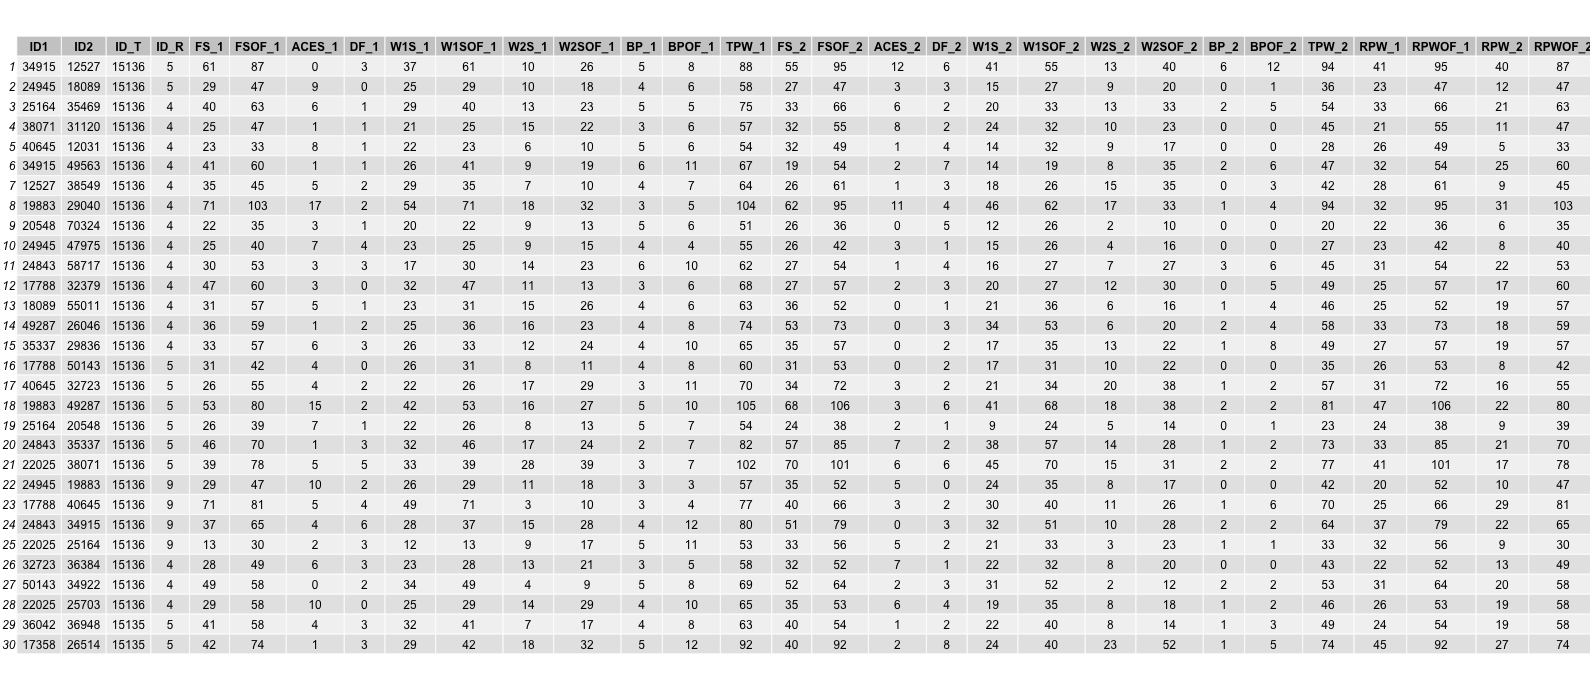 ID1 ID2 ID_T ID_R FS_1 FSOF_1 ACES_1 DF_1 W1S_1 W1SOF_1 W2S_1 W2SOF_1 BP_1 BPOF_1 TPW_1 FS_2 FSOF_2 ACES_2 DF_2 W1S_2 W1SOF_2 W2S_2 W2SOF_2 BP_2 BPOF_2 TPW_2 RPW_1 RPWOF_1 RPW_2 RPWOF_2
1 34915 12527 15136 5 61 87 0 3 37 61 10 26 5 8 88 55 95 12 6 41 55 13 40 6 12 94 41 95 40 87
2 24945 18089 15136 5 29 47 9 0 25 29 10 18 4 6 58 27 47 3 3 15 27 9 20 0 1 36 23 47 12 47
3 25164 35469 15136 4 40 63 6 1 29 40 13 23 5 5 75 33 66 6 2 20 33 13 33 2 5 54 33 66 21 63
4 38071 31120 15136 4 25 47 1 1 21 25 15 22 3 6 57 32 55 8 2 24 32 10 23 0 0 45 21 55 11 47
5 40645 12031 15136 4 23 33 8 1 22 23 6 10 5 6 54 32 49 1 4 14 32 9 17 0 0 28 26 49 5 33
6 34915 49563 15136 4 41 60 1 1 26 41 9 19 6 11 67 19 54 2 7 14 19 8 35 2 6 47 32 54 25 60
7 12527 38549 15136 4 35 45 5 2 29 35 7 10 4 7 64 26 61 1 3 18 26 15 35 0 3 42 28 61 9 45
8 19883 29040 15136 4 71 103 17 2 54 71 18 32 3 5 104 62 95 11 4 46 62 17 33 1 4 94 32 95 31 103
9 20548 70324 15136 4 22 35 3 1 20 22 9 13 5 6 51 26 36 0 5 12 26 2 10 0 0 20 22 36 6 35
10 24945 47975 15136 4 25 40 7 4 23 25 9 15 4 4 55 26 42 3 1 15 26 4 16 0 0 27 23 42 8 40
11 24843 58717 15136 4 30 53 3 3 17 30 14 23 6 10 62 27 54 1 4 16 27 7 27 3 6 45 31 54 22 53
12 17788 32379 15136 4 47 60 3 0 32 47 11 13 3 6 68 27 57 2 3 20 27 12 30 0 5 49 25 57 17 60
13 18089 55011 15136 4 31 57 5 1 23 31 15 26 4 6 63 36 52 0 1 21 36 6 16 1 4 46 25 52 19 57
14 49287 26046 15136 4 36 59 1 2 25 36 16 23 4 8 74 53 73 0 3 34 53 6 20 2 4 58 33 73 18 59
15 35337 29836 15136 4 33 57 6 3 26 33 12 24 4 10 65 35 57 0 2 17 35 13 22 1 8 49 27 57 19 57
16 17788 50143 15136 5 31 42 4 0 26 31 8 11 4 8 60 31 53 0 2 17 31 10 22 0 0 35 26 53 8 42
17 40645 32723 15136 5 26 55 4 2 22 26 17 29 3 11 70 34 72 3 2 21 34 20 38 1 2 57 31 72 16 55
18 19883 49287 15136 5 53 80 15 2 42 53 16 27 5 10 105 68 106 3 6 41 68 18 38 2 2 81 47 106 22 80
19 25164 20548 15136 5 26 39 7 1 22 26 8 13 5 7 54 24 38 2 1 9 24 5 14 0 1 23 24 38 9 39
20 24843 35337 15136 5 46 70 1 3 32 46 17 24 2 7 82 57 85 7 2 38 57 14 28 1 2 73 33 85 21 70
21 22025 38071 15136 5 39 78 5 5 33 39 28 39 3 7 102 70 101 6 6 45 70 15 31 2 2 77 41 101 17 78
22 24945 19883 15136 9 29 47 10 2 26 29 11 18 3 3 57 35 52 5 0 24 35 8 17 0 0 42 20 52 10 47
23 17788 40645 15136 9 71 81 5 4 49 71 3 10 3 4 77 40 66 3 2 30 40 11 26 1 6 70 25 66 29 81
24 24843 34915 15136 9 37 65 4 6 28 37 15 28 4 12 80 51 79 0 3 32 51 10 28 2 2 64 37 79 22 65
25 22025 25164 15136 9 13 30 2 3 12 13 9 17 5 11 53 33 56 5 2 21 33 3 23 1 1 33 32 56 9 30
26 32723 36384 15136 4 28 49 6 3 23 28 13 21 3 5 58 32 52 7 1 22 32 8 20 0 0 43 22 52 13 49
27 50143 34922 15136 4 49 58 0 2 34 49 4 9 5 8 69 52 64 2 3 31 52 2 12 2 2 53 31 64 20 58
28 22025 25703 15136 4 29 58 10 0 25 29 14 29 4 10 65 35 53 6 4 19 35 8 18 1 2 46 26 53 19 58
29 36042 36948 15135 5 41 58 4 3 32 41 7 17 4 8 63 40 54 1 2 22 40 8 14 1 3 49 24 54 19 58
30 17358 26514 15135 5 42 74 1 3 29 42 18 32 5 12 92 40 92 2 8 24 40 23 52 1 5 74 45 92 27 74